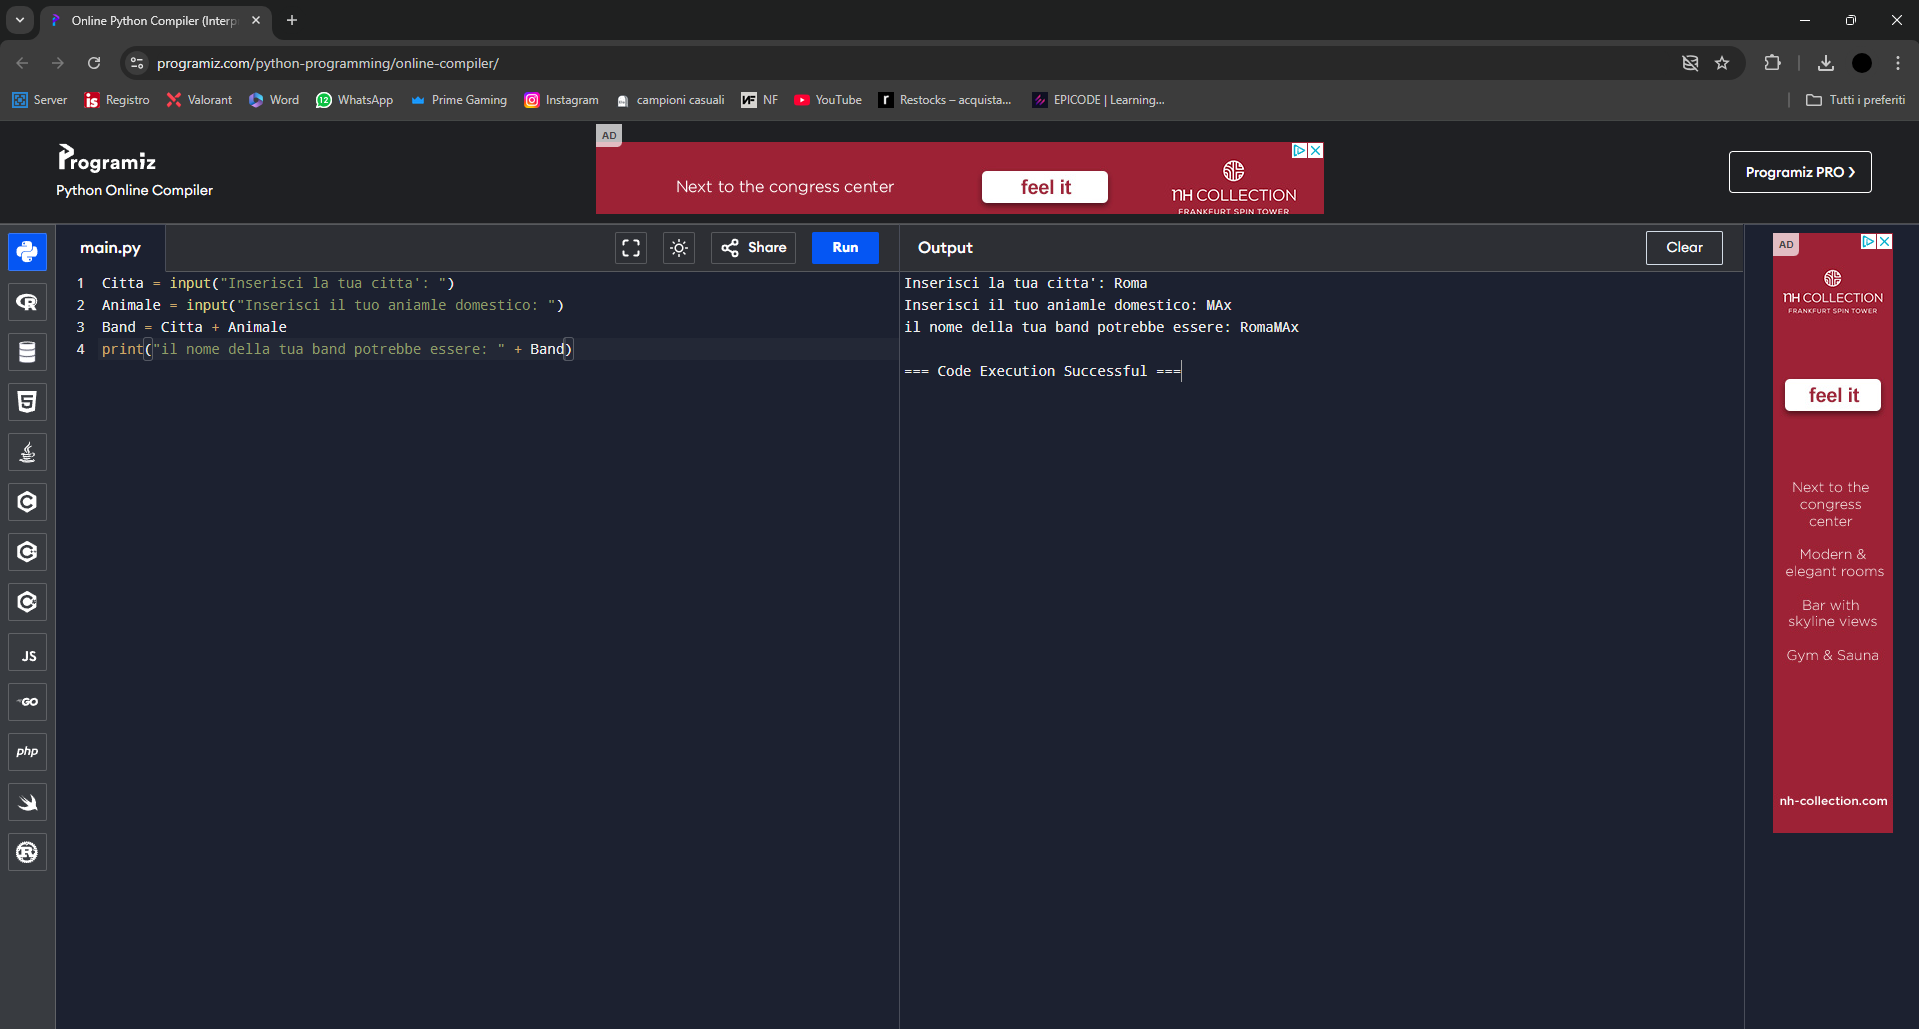 Online Python Compiler (Interp
programiz.com/python-programming/online-compiler/
Server Registro Valorant Word WhatsApp Prime Gaming Instagram campioni casuali NF YouTube Restocks – acquista... EPICODE | Learning... Tutti i preferiti
Programiz
Python Online Compiler
AD
Next to the congress center
feel it
NH COLLECTION
FRANKFURT SPIN TOWER
Programiz PRO ❯
main.py
Share
Run
Output
Clear
1 Citta = input("Inserisci la tua citta': ")
2 Animale = input("Inserisci il tuo aniamle domestico: ")
3 Band = Citta + Animale
4 print("il nome della tua band potrebbe essere: " + Band)
Inserisci la tua citta': Roma
Inserisci il tuo aniamle domestico: MAx
il nome della tua band potrebbe essere: RomaMAx
=== Code Execution Successful ===
JS
GO
php
AD
NH COLLECTION
FRANKFURT SPIN TOWER
feel it
Next to the
congress
center
Modern &
elegant rooms
Bar with
skyline views
Gym & Sauna
nh-collection.com